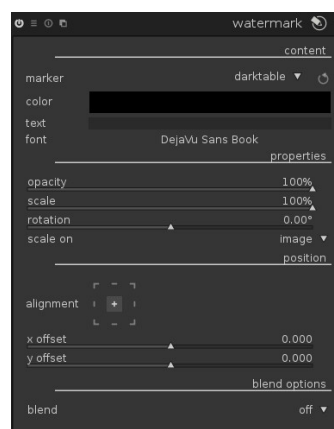 watermark
content
marker darktable
color
text
font DejaVu Sans Book
properties
opacity 100%
scale 100%
rotation 0.00°
scale on image
position
alignment
x offset 0.000
y offset 0.000
blend options
blend off